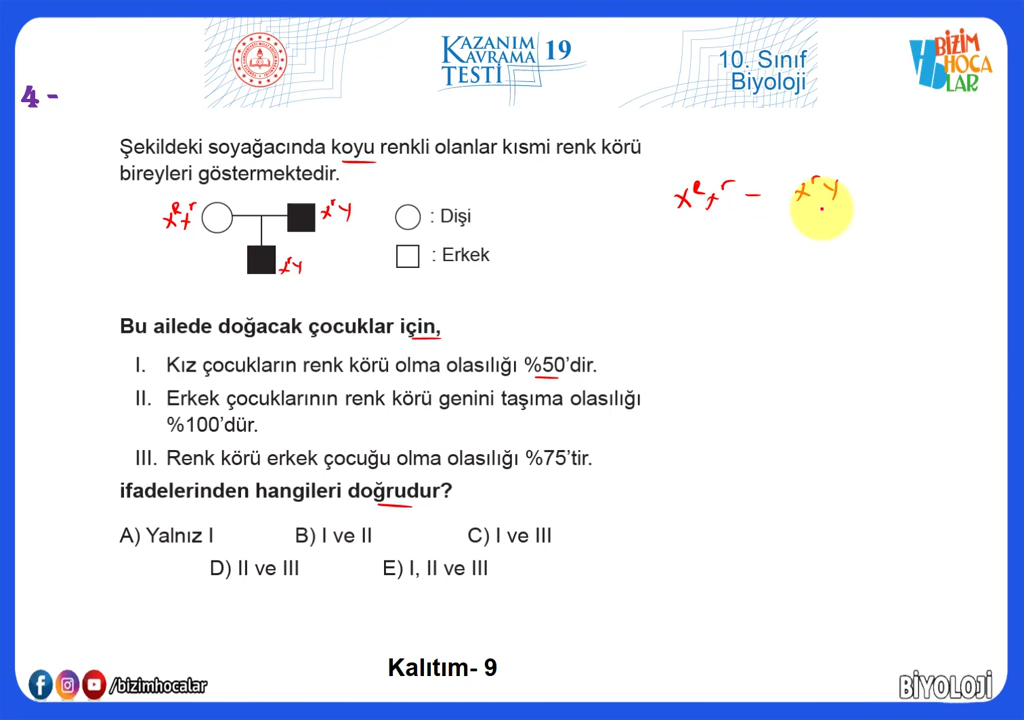 KAZANIM
KAVRAMA
TESTİ
19
10. Sınıf
Biyoloji
BİZİM
HOCA
LAR
4 -
Şekildeki soyağacında koyu renkli olanlar kısmi renk körü
bireyleri göstermektedir.
X^R X^r
X^r Y
: Dişi
X^r Y
: Erkek
X^R X^r – X^r Y
Bu ailede doğacak çocuklar için,
I. Kız çocukların renk körü olma olasılığı %50’dir.
II. Erkek çocuklarının renk körü genini taşıma olasılığı
%100’dür.
III. Renk körü erkek çocuğu olma olasılığı %75’tir.
ifadelerinden hangileri doğrudur?
A) Yalnız I B) I ve II C) I ve III
D) II ve III E) I, II ve III
Kalıtım- 9
/bizimhocalar
BİYOLOJİ